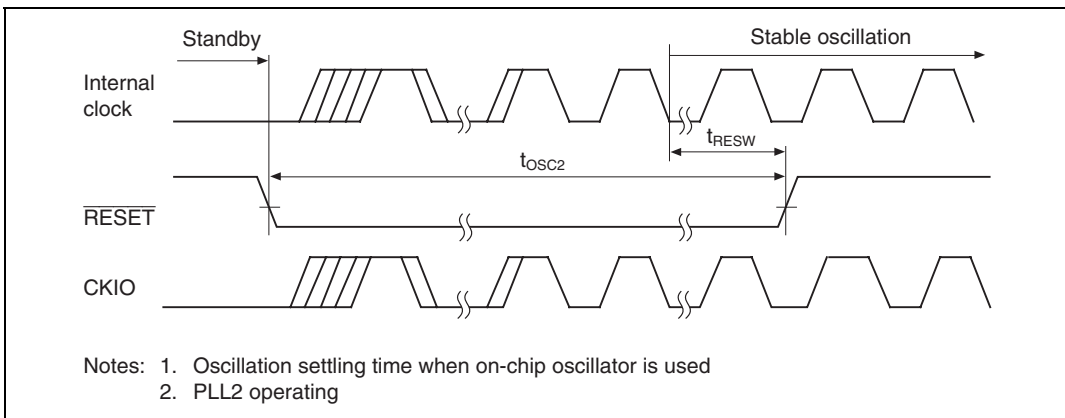 Standby
Stable oscillation
Internal
clock
tRESW
tOSC2
RESET
CKIO
Notes: 1. Oscillation settling time when on-chip oscillator is used
2. PLL2 operating